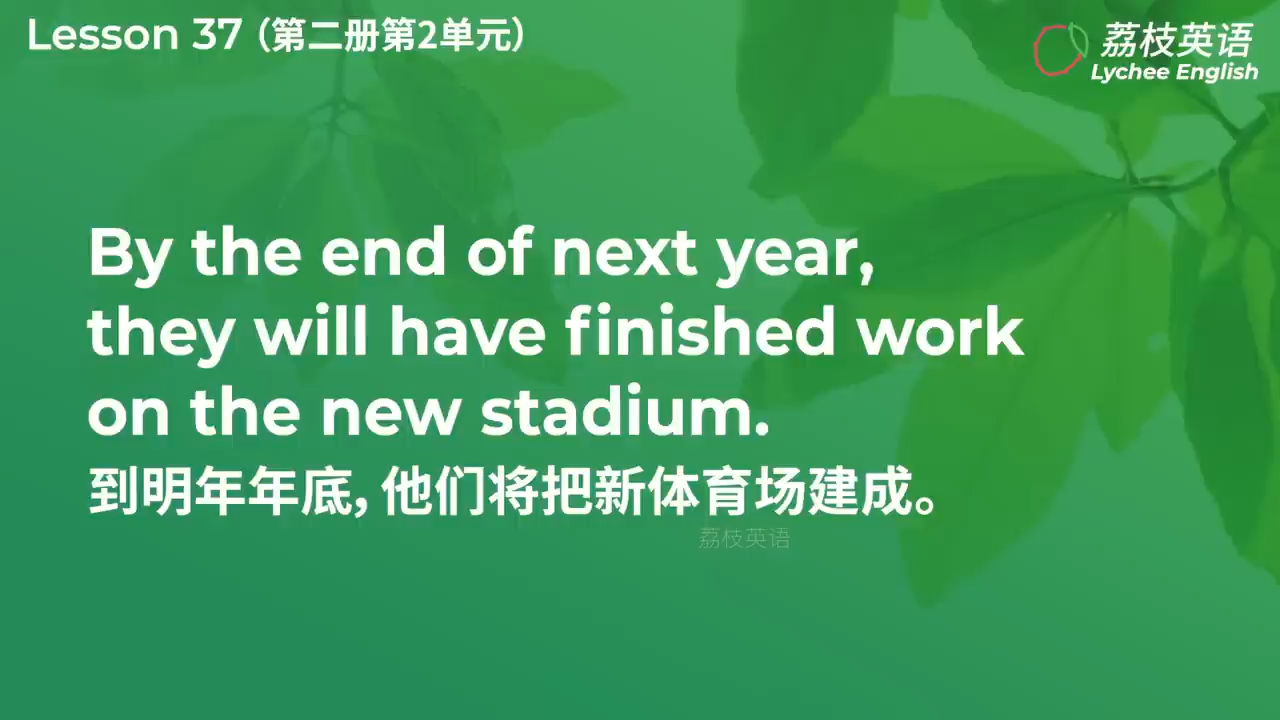 Lesson 37 (第二册第2单元)
荔枝英语
Lychee English
By the end of next year,
they will have finished work
on the new stadium.
到明年年底, 他们将把新体育场建成。
荔枝英语